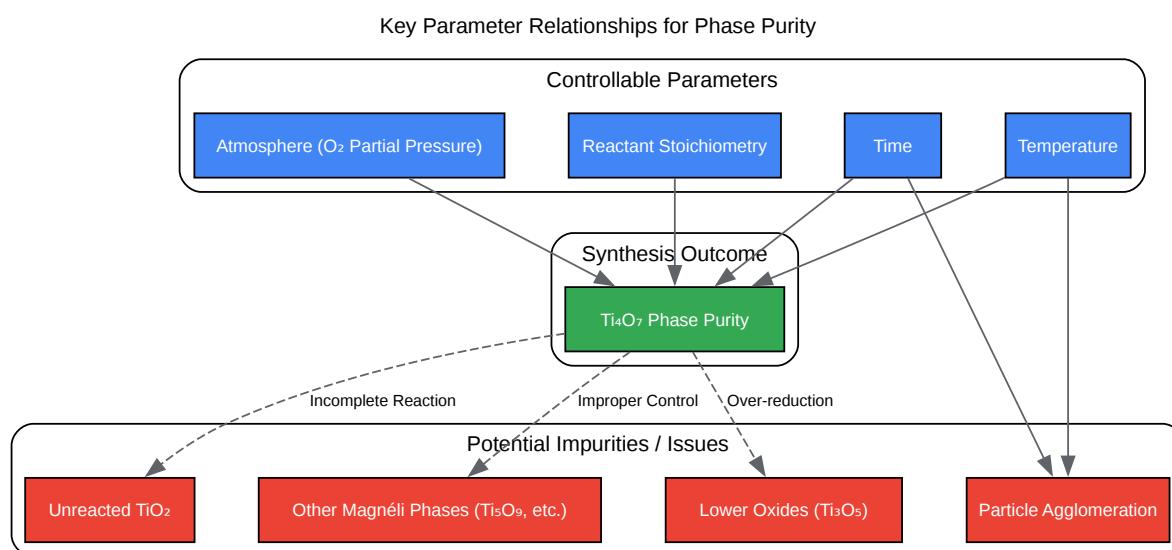 Key Parameter Relationships for Phase Purity
Controllable Parameters
Atmosphere (O₂ Partial Pressure)
Reactant Stoichiometry
Time
Temperature
Synthesis Outcome
Ti₄O₇ Phase Purity
Incomplete Reaction
Improper Control
Over-reduction
Potential Impurities / Issues
Unreacted TiO₂
Other Magnéli Phases (Ti₅O₉, etc.)
Lower Oxides (Ti₃O₅)
Particle Agglomeration